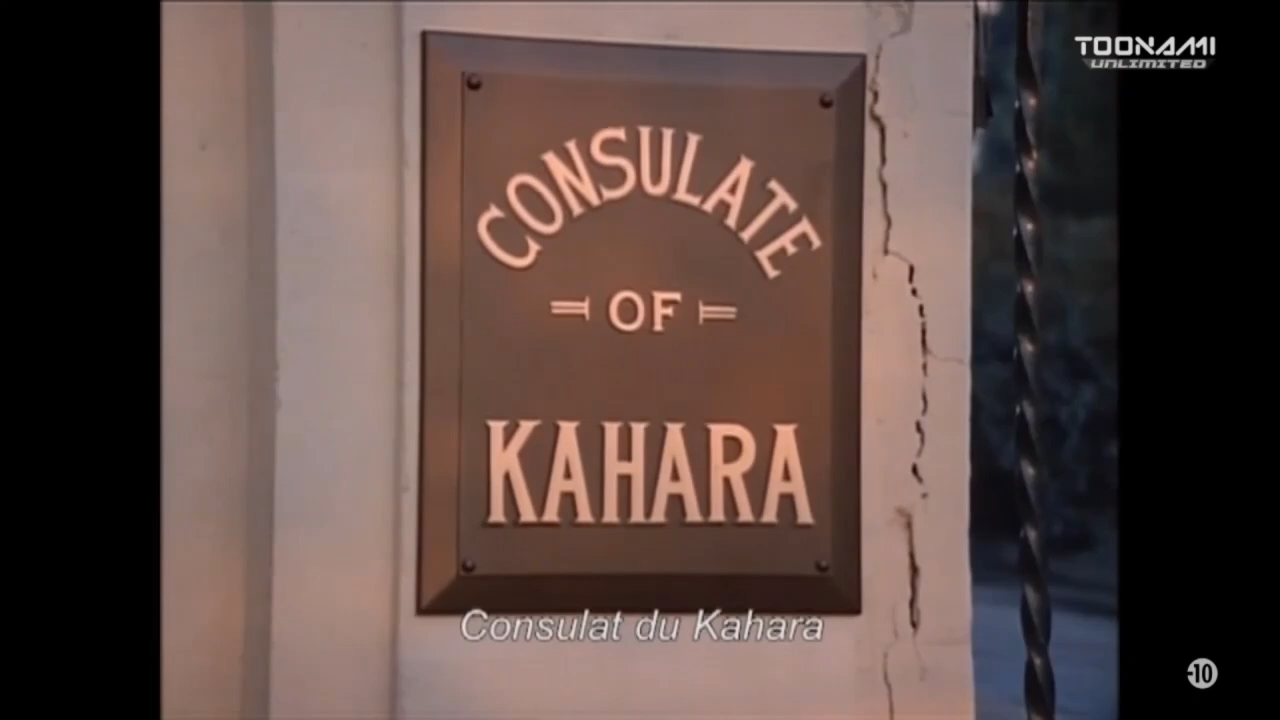 TOONAMI
UNLIMITED
CONSULATE
OF
KAHARA
Consulat du Kahara
-10